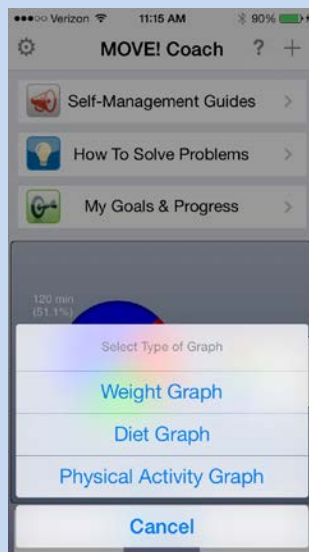 Verizon 11:15 AM 90%
MOVE! Coach ? +
Self-Management Guides
How To Solve Problems
My Goals & Progress
120 min
(51.1%)
Select Type of Graph
Weight Graph
Diet Graph
Physical Activity Graph
Cancel